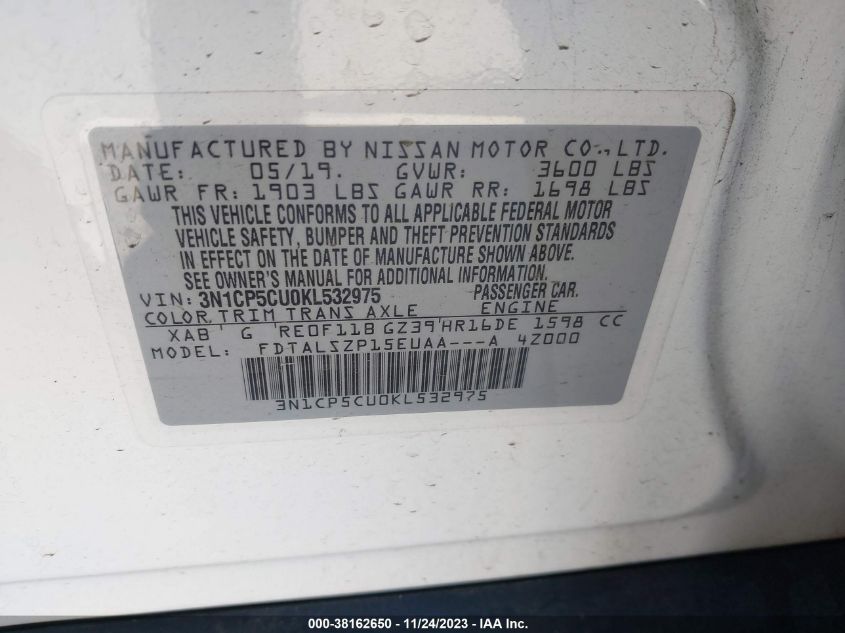 MANUFACTURED BY NISSAN MOTOR CO., LTD.
DATE: 05/19. GVWR: 3600 LBS
GAWR FR: 1903 LBS GAWR RR: 1698 LBS
THIS VEHICLE CONFORMS TO ALL APPLICABLE FEDERAL MOTOR
VEHICLE SAFETY, BUMPER AND THEFT PREVENTION STANDARDS
IN EFFECT ON THE DATE OF MANUFACTURE SHOWN ABOVE.
SEE OWNER'S MANUAL FOR ADDITIONAL INFORMATION.
VIN: 3N1CP5CU0KL532975 PASSENGER CAR.
COLOR TRIM TRANS AXLE ENGINE
XAB G RE0F11B GZ39 HR16DE 1598 CC
MODEL: FDTALSZP15EUAA---A 4Z000
3N1CP5CU0KL532975
000-38162650 - 11/24/2023 - IAA Inc.